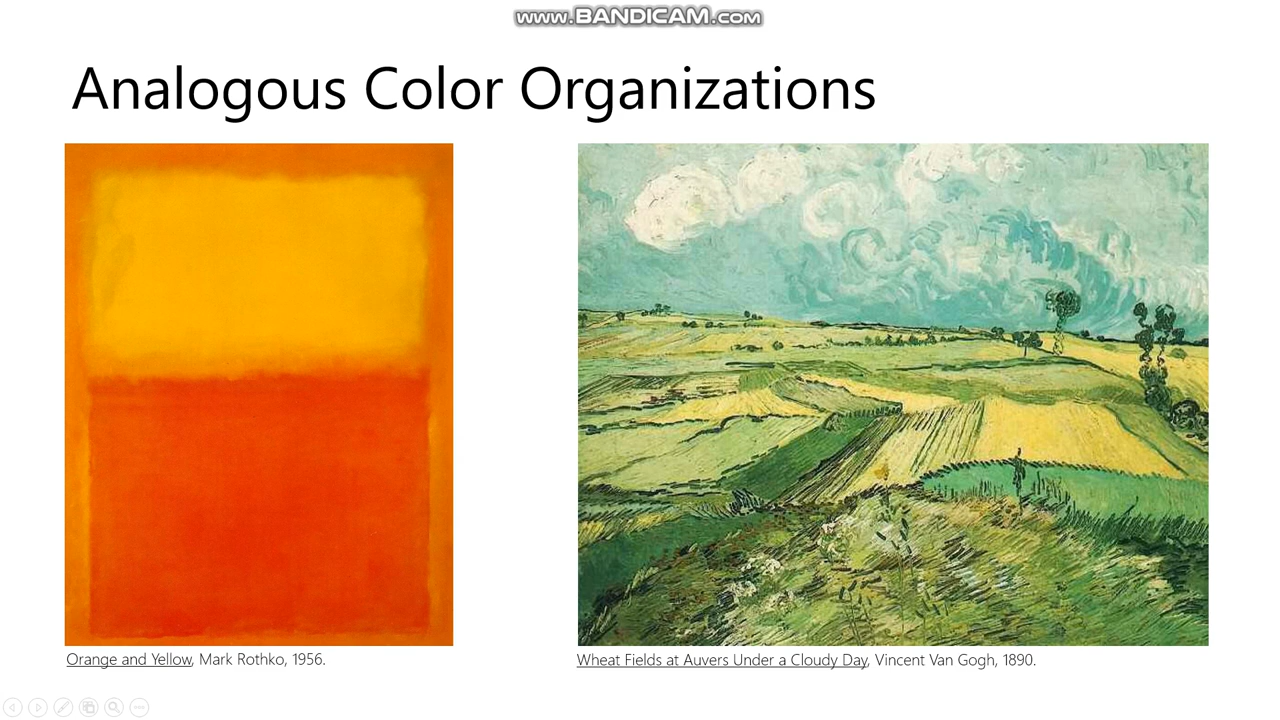 www.BANDICAM.com
Analogous Color Organizations
Orange and Yellow, Mark Rothko, 1956.
Wheat Fields at Auvers Under a Cloudy Day, Vincent Van Gogh, 1890.